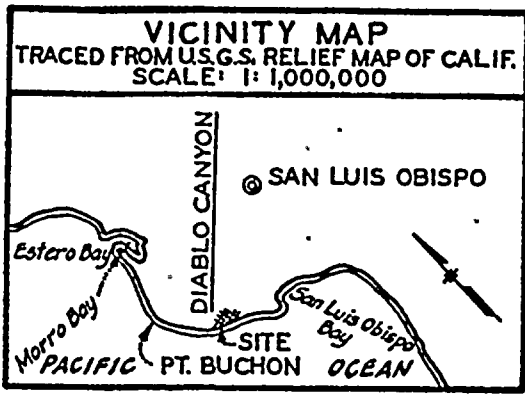 VICINITY MAP
TRACED FROM U.S.G.S. RELIEF MAP OF CALIF.
SCALE: 1: 1,000,000
DIABLO CANYON
SAN LUIS OBISPO
Estero Bay
Morro Bay
San Luis Obispo
Bay
SITE
PACIFIC
PT. BUCHON
OCEAN